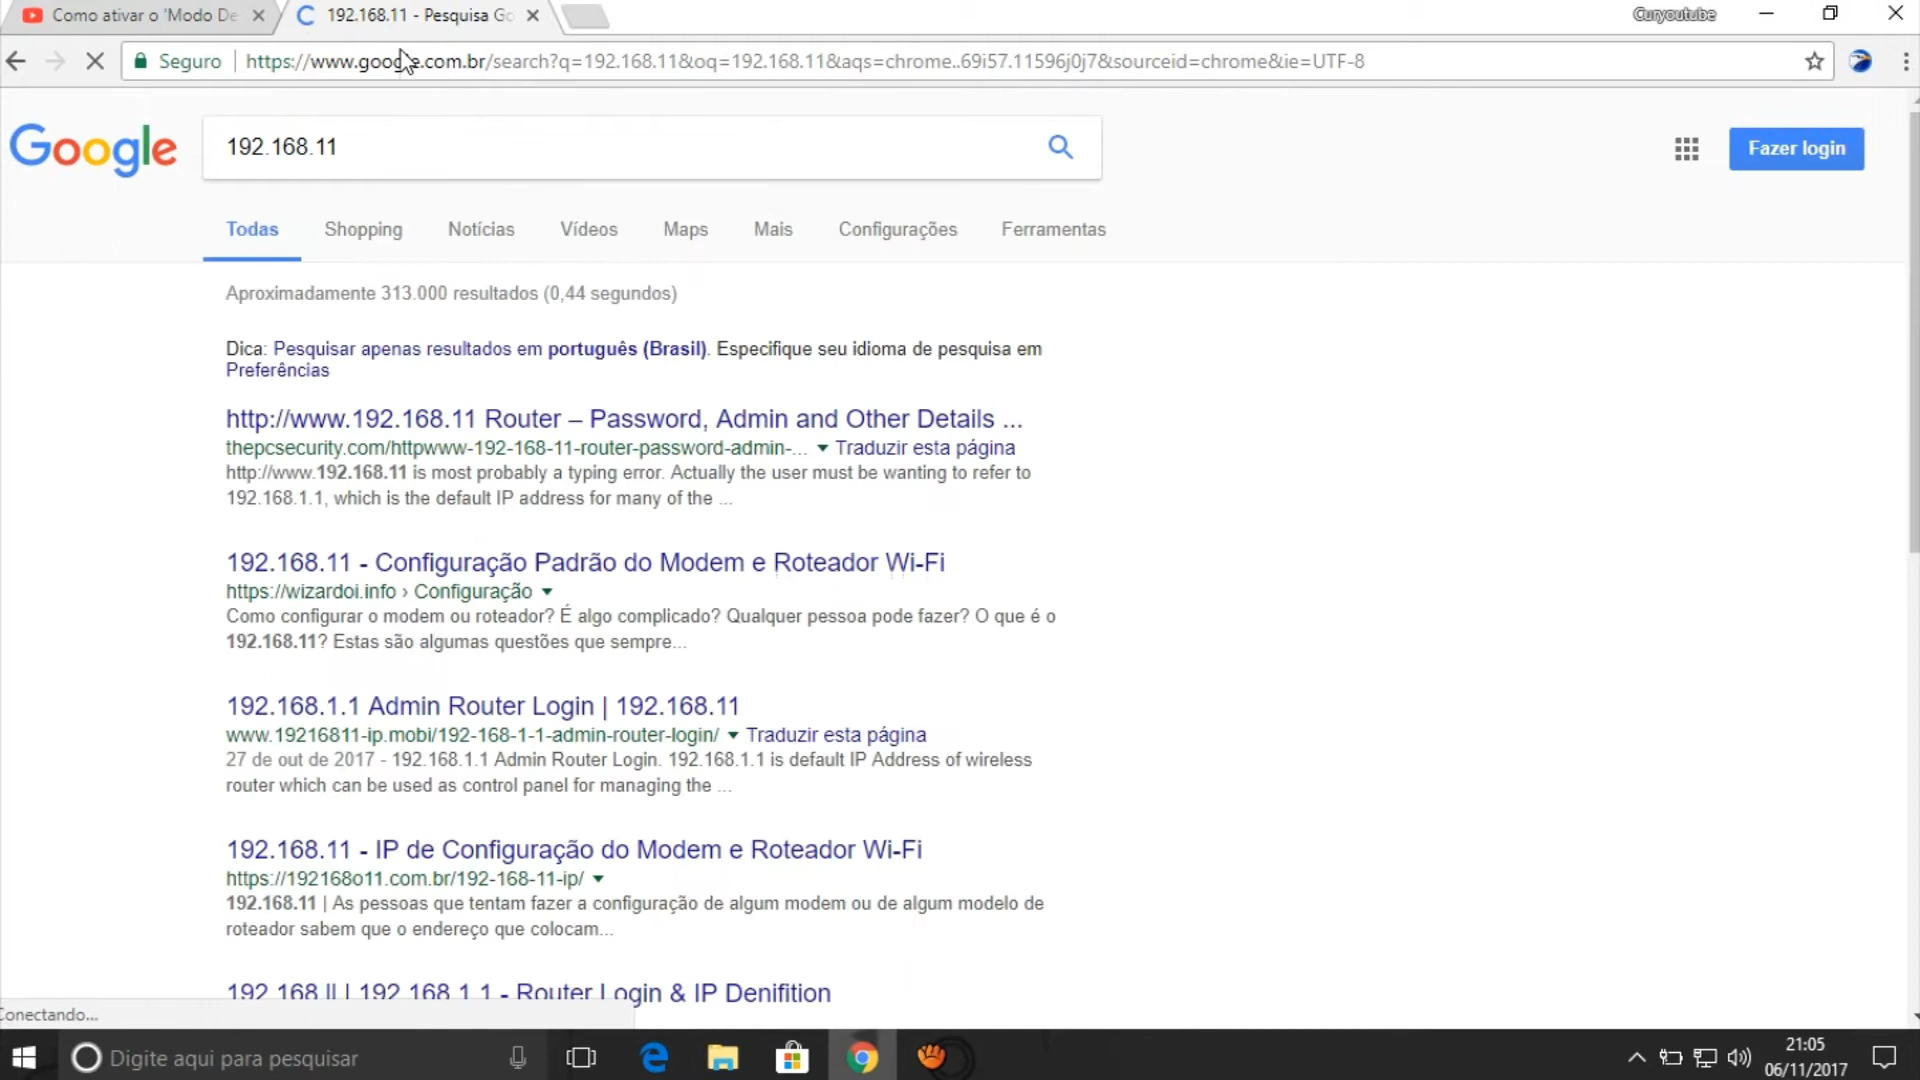 Como ativar o 'Modo De
192.168.11 - Pesquisa Go
Curyoutube
Seguro
https://www.google.com.br/search?q=192.168.11&oq=192.168.11&aqs=chrome..69i57.11596j0j7&sourceid=chrome&ie=UTF-8
Google
192.168.11
Fazer login
Todas Shopping Notícias Vídeos Maps Mais Configurações Ferramentas
Aproximadamente 313.000 resultados (0,44 segundos)
Dica: Pesquisar apenas resultados em português (Brasil). Especifique seu idioma de pesquisa em
Preferências
http://www.192.168.11 Router – Password, Admin and Other Details ...
thepcsecurity.com/httpwww-192-168-11-router-password-admin-... Traduzir esta página
http://www.192.168.11 is most probably a typing error. Actually the user must be wanting to refer to
192.168.1.1, which is the default IP address for many of the ...
192.168.11 - Configuração Padrão do Modem e Roteador Wi-Fi
https://wizardoi.info › Configuração
Como configurar o modem ou roteador? É algo complicado? Qualquer pessoa pode fazer? O que é o
192.168.11? Estas são algumas questões que sempre...
192.168.1.1 Admin Router Login | 192.168.11
www.19216811-ip.mobi/192-168-1-1-admin-router-login/ Traduzir esta página
27 de out de 2017 - 192.168.1.1 Admin Router Login. 192.168.1.1 is default IP Address of wireless
router which can be used as control panel for managing the ...
192.168.11 - IP de Configuração do Modem e Roteador Wi-Fi
https://192168o11.com.br/192-168-11-ip/
192.168.11 | As pessoas que tentam fazer a configuração de algum modem ou de algum modelo de
roteador sabem que o endereço que colocam...
192.168.ll | 192.168.1.1 - Router Login & IP Denifition
Conectando...
Digite aqui para pesquisar
21:05
06/11/2017